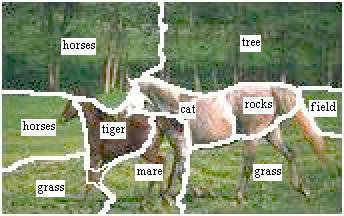 horses
tree
cat
rocks
field
horses
tiger
mare
grass
grass